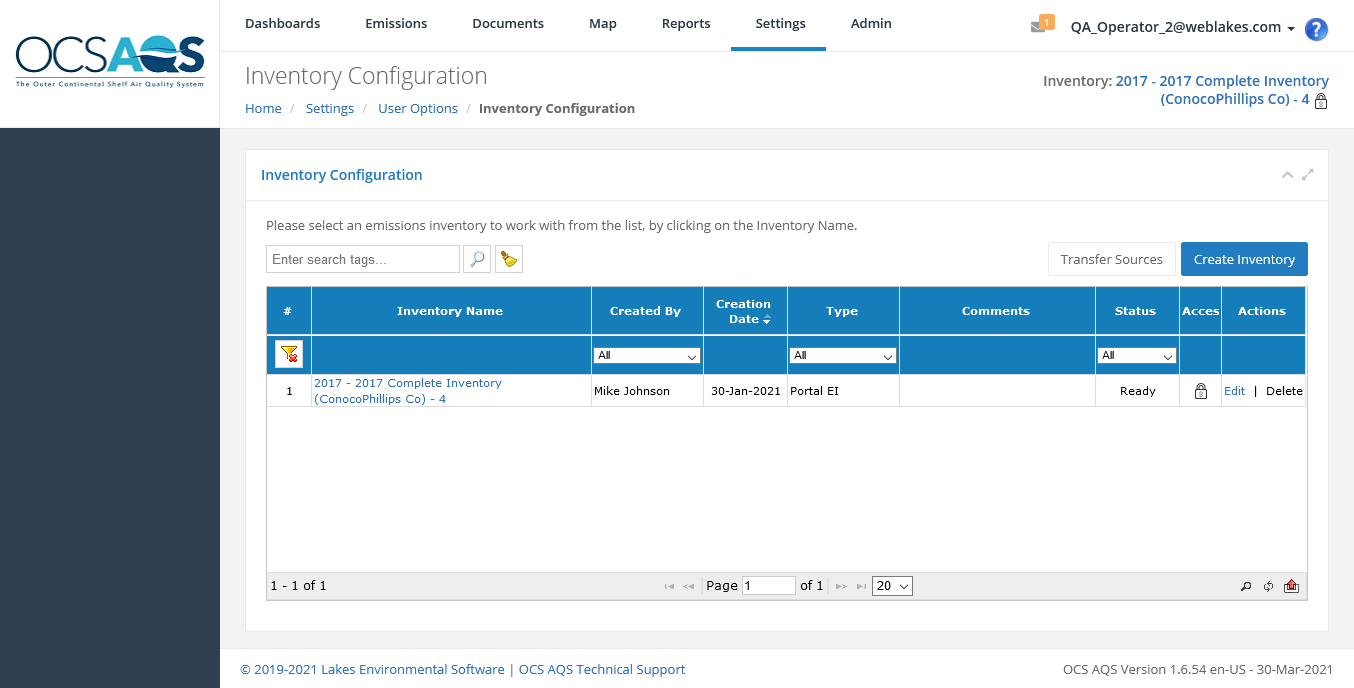 OCSAQS
The Outer Continental Shelf Air Quality System
Dashboards Emissions Documents Map Reports Settings Admin
1 QA_Operator_2@weblakes.com ?
Inventory Configuration
Home / Settings / User Options / Inventory Configuration
Inventory: 2017 - 2017 Complete Inventory
(ConocoPhillips Co) - 4
Inventory Configuration
Please select an emissions inventory to work with from the list, by clicking on the Inventory Name.
Enter search tags...
Transfer Sources Create Inventory
# Inventory Name Created By Creation Date Type Comments Status Acces Actions
All All All
1 2017 - 2017 Complete Inventory (ConocoPhillips Co) - 4 Mike Johnson 30-Jan-2021 Portal EI Ready Edit | Delete
1 - 1 of 1 Page 1 of 1 20
© 2019-2021 Lakes Environmental Software | OCS AQS Technical Support
OCS AQS Version 1.6.54 en-US - 30-Mar-2021